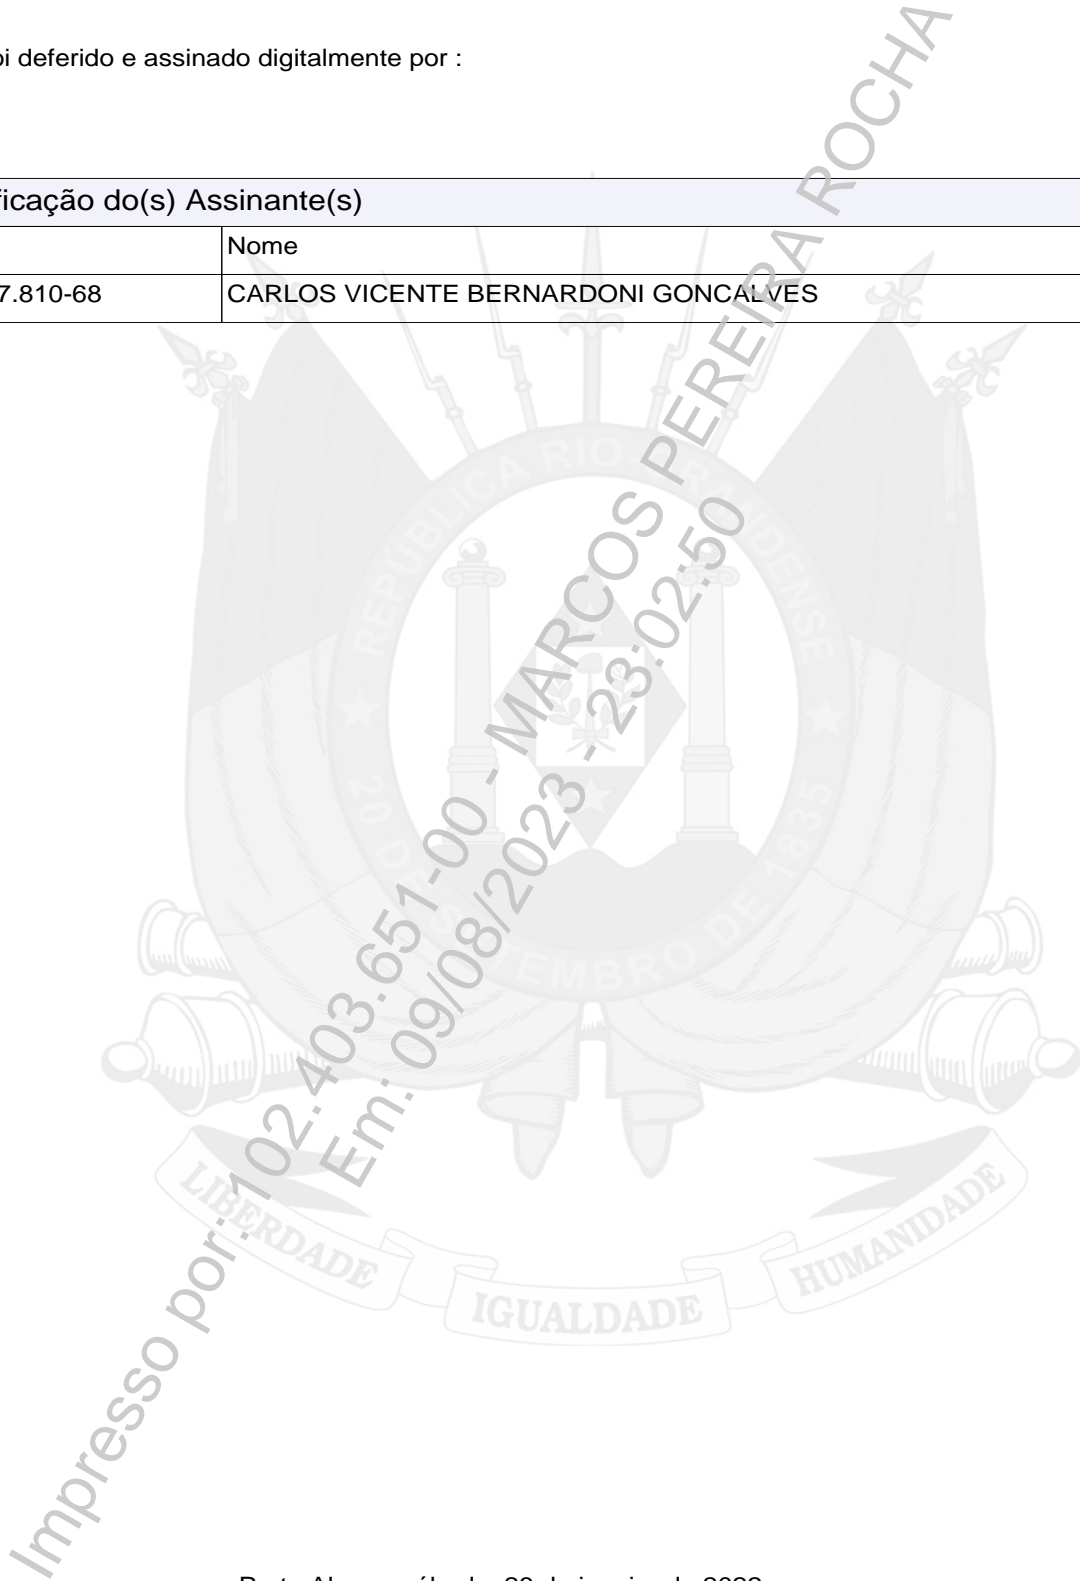 oi deferido e assinado digitalmente por :
ficação do(s) Assinante(s)
Nome
7.810-68 CARLOS VICENTE BERNARDONI GONCALVES
REPÚBLICA RIO-GRANDENSE
20 DE SETEMBRO DE 1835
LIBERDADE IGUALDADE HUMANIDADE
Impresso por: 102.403.651-00 - MARCOS PEREIRA ROCHA
Em: 09/08/2023 - 23:02:50